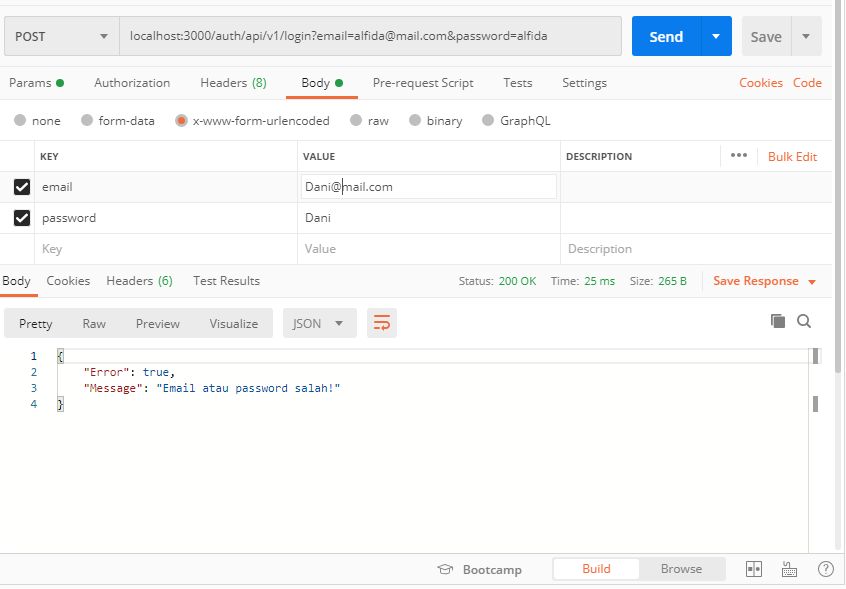 POST localhost:3000/auth/api/v1/login?email=alfida@mail.com&password=alfida Send Save
Params Authorization Headers (8) Body Pre-request Script Tests Settings Cookies Code
none form-data x-www-form-urlencoded raw binary GraphQL
KEY VALUE DESCRIPTION ••• Bulk Edit
email Dani@mail.com
password Dani
Key Value Description
Body Cookies Headers (6) Test Results Status: 200 OK Time: 25 ms Size: 265 B Save Response
Pretty Raw Preview Visualize JSON
1 {
2 "Error": true,
3 "Message": "Email atau password salah!"
4 }
Bootcamp Build Browse ?